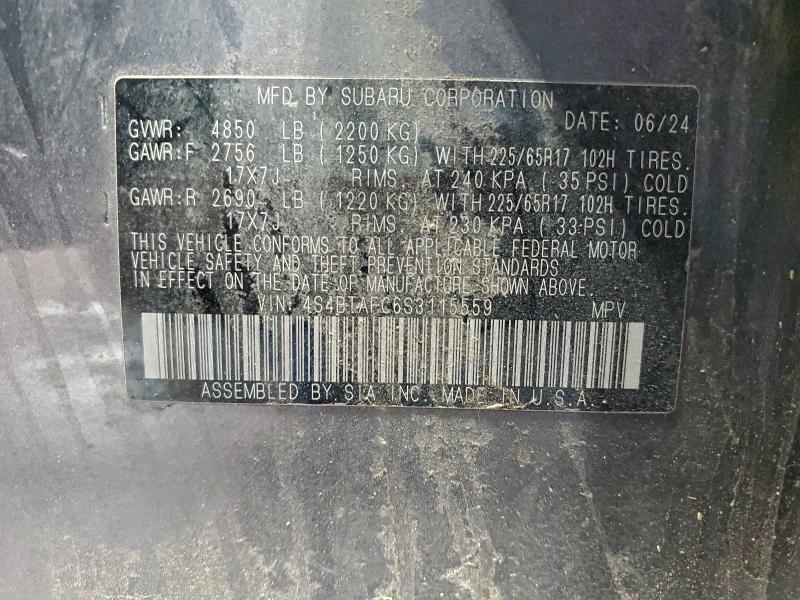 MFD BY SUBARU CORPORATION
DATE: 06/24
GVWR: 4850 LB (2200 KG)
GAWR:F 2756 LB (1250 KG) WITH 225/65R17 102H TIRES.
17X7J RIMS. AT 240 KPA (35 PSI) COLD
GAWR:R 2690 LB (1220 KG) WITH 225/65R17 102H TIRES.
17X7J RIMS AT 230 KPA (33 PSI) COLD
THIS VEHICLE CONFORMS TO ALL APPLICABLE FEDERAL MOTOR
VEHICLE SAFETY AND THEFT PREVENTION STANDARDS IN
EFFECT ON THE DATE OF MANUFACTURE SHOWN ABOVE.
VIN: 4S4BTAFC6S3115559 MPV
ASSEMBLED BY SIA INC. MADE IN U.S.A.